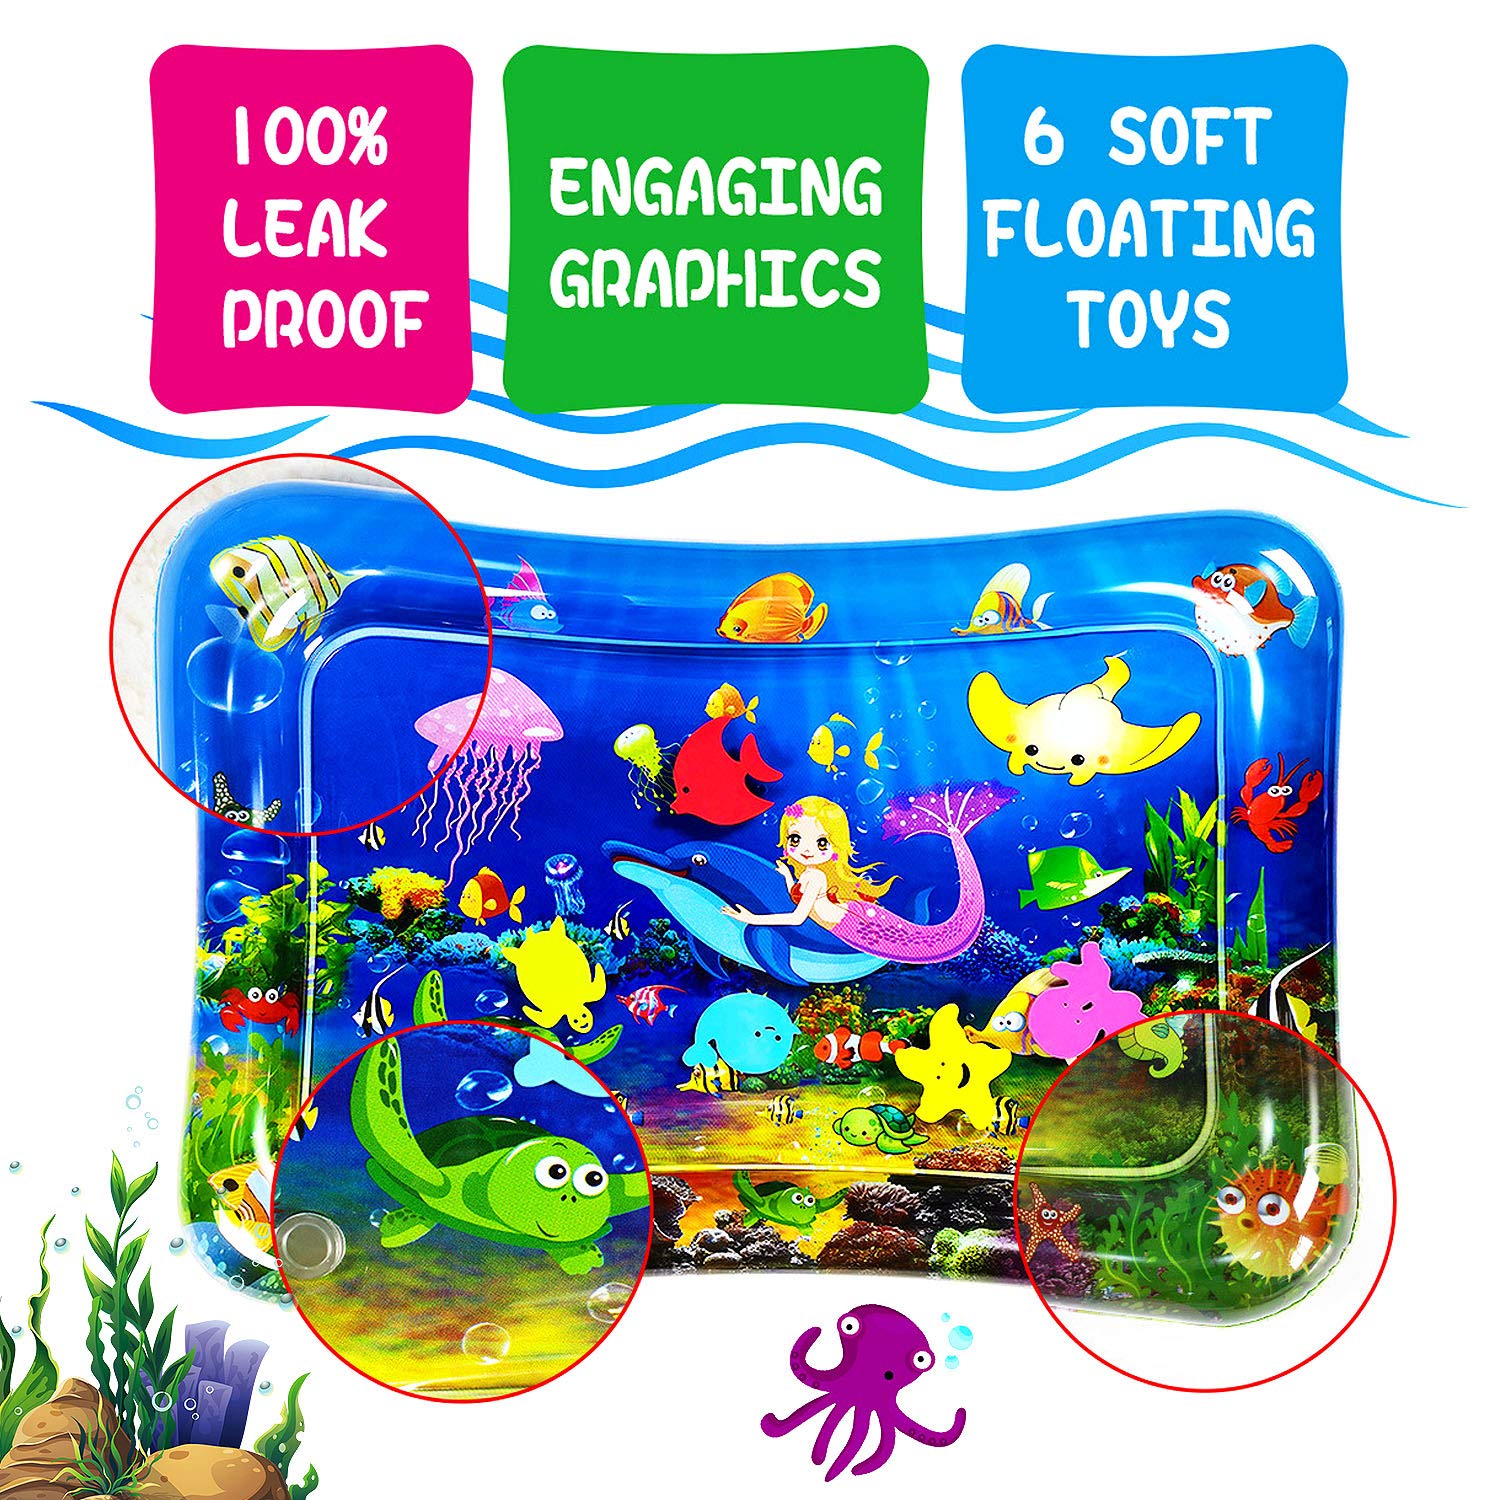 100%
LEAK
PROOF
ENGAGING
GRAPHICS
6 SOFT
FLOATING
TOYS